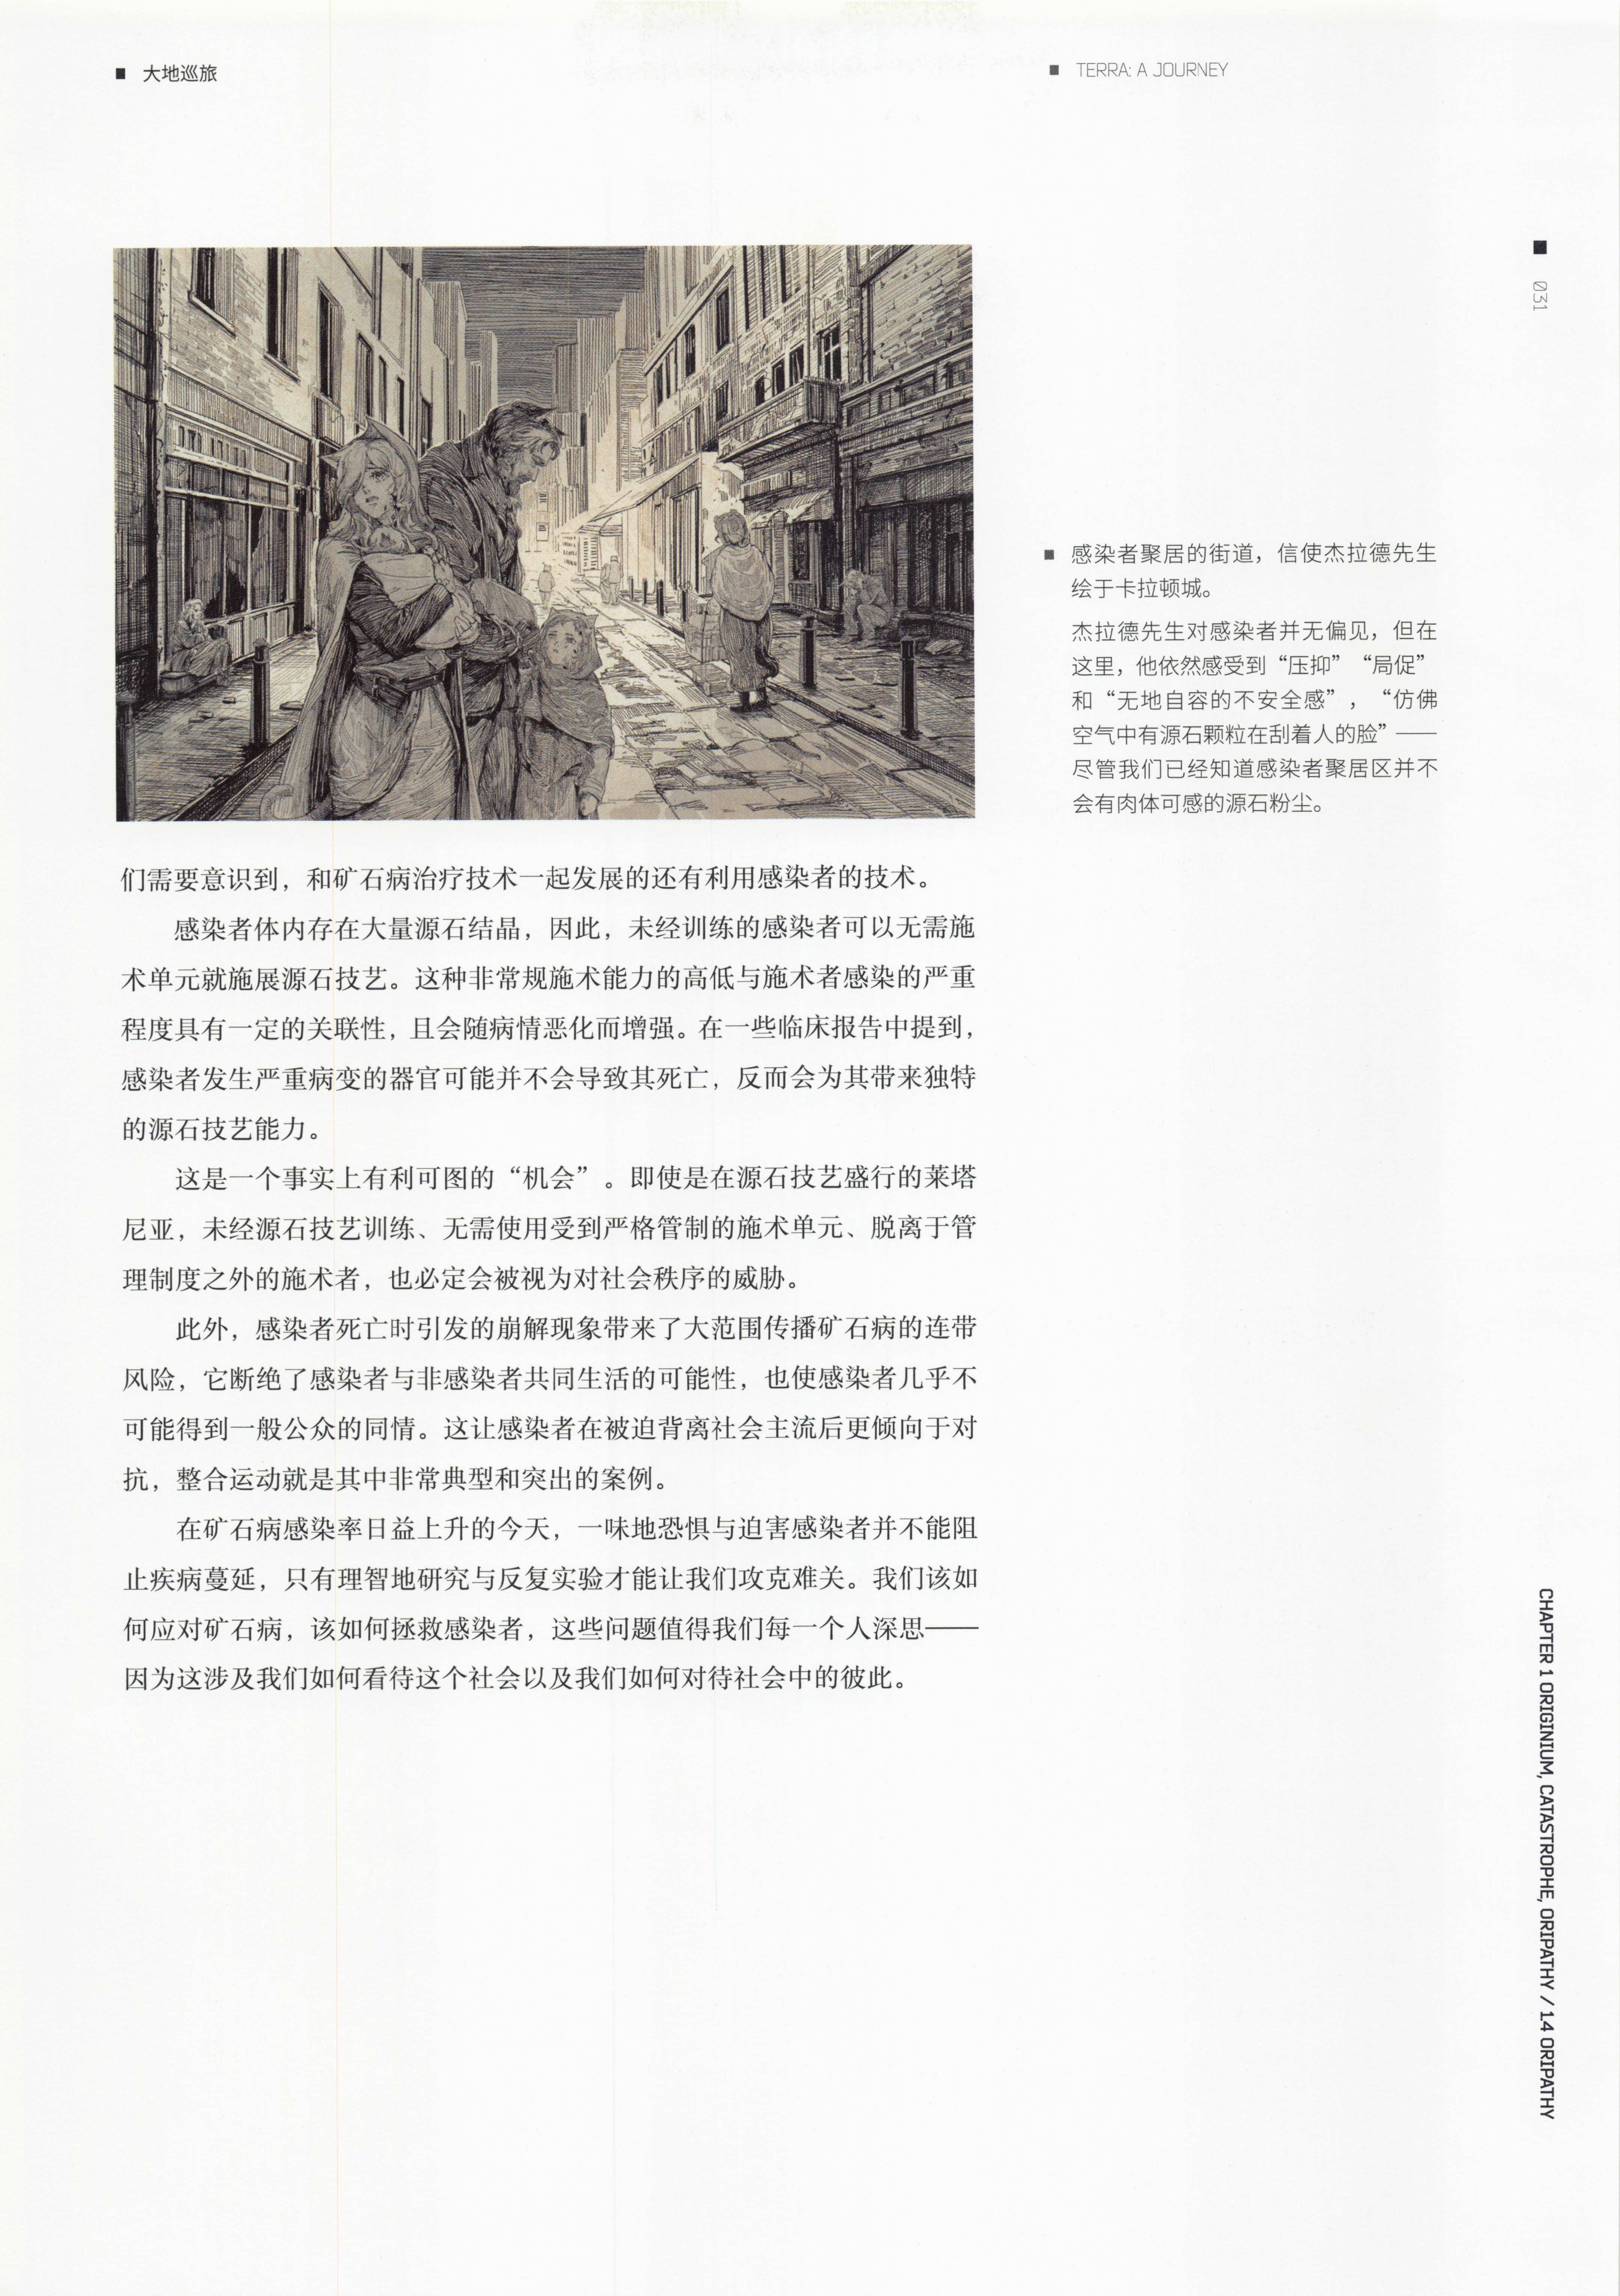 ■ 大地巡旅
■ TERRA: A JOURNEY
■ 031
■ 感染者聚居的街道，信使杰拉德先生
绘于卡拉顿城。
杰拉德先生对感染者并无偏见，但在
这里，他依然感受到“压抑”“局促”
和“无地自容的不安全感”，“仿佛
空气中有源石颗粒在刮着人的脸”——
尽管我们已经知道感染者聚居区并不
会有肉体可感的源石粉尘。
们需要意识到，和矿石病治疗技术一起发展的还有利用感染者的技术。
感染者体内存在大量源石结晶，因此，未经训练的感染者可以无需施
术单元就施展源石技艺。这种非常规施术能力的高低与施术者感染的严重
程度具有一定的关联性，且会随病情恶化而增强。在一些临床报告中提到，
感染者发生严重病变的器官可能并不会导致其死亡，反而会为其带来独特
的源石技艺能力。
这是一个事实上有利可图的“机会”。即使是在源石技艺盛行的莱塔
尼亚，未经源石技艺训练、无需使用受到严格管制的施术单元、脱离于管
理制度之外的施术者，也必定会被视为对社会秩序的威胁。
此外，感染者死亡时引发的崩解现象带来了大范围传播矿石病的连带
风险，它断绝了感染者与非感染者共同生活的可能性，也使感染者几乎不
可能得到一般公众的同情。这让感染者在被迫背离社会主流后更倾向于对
抗，整合运动就是其中非常典型和突出的案例。
在矿石病感染率日益上升的今天，一味地恐惧与迫害感染者并不能阻
止疾病蔓延，只有理智地研究与反复实验才能让我们攻克难关。我们该如
何应对矿石病，该如何拯救感染者，这些问题值得我们每一个人深思——
因为这涉及我们如何看待这个社会以及我们如何对待社会中的彼此。
CHAPTER 1 ORIGINIUM, CATASTROPHE, ORIPATHY / 1.4 ORIPATHY